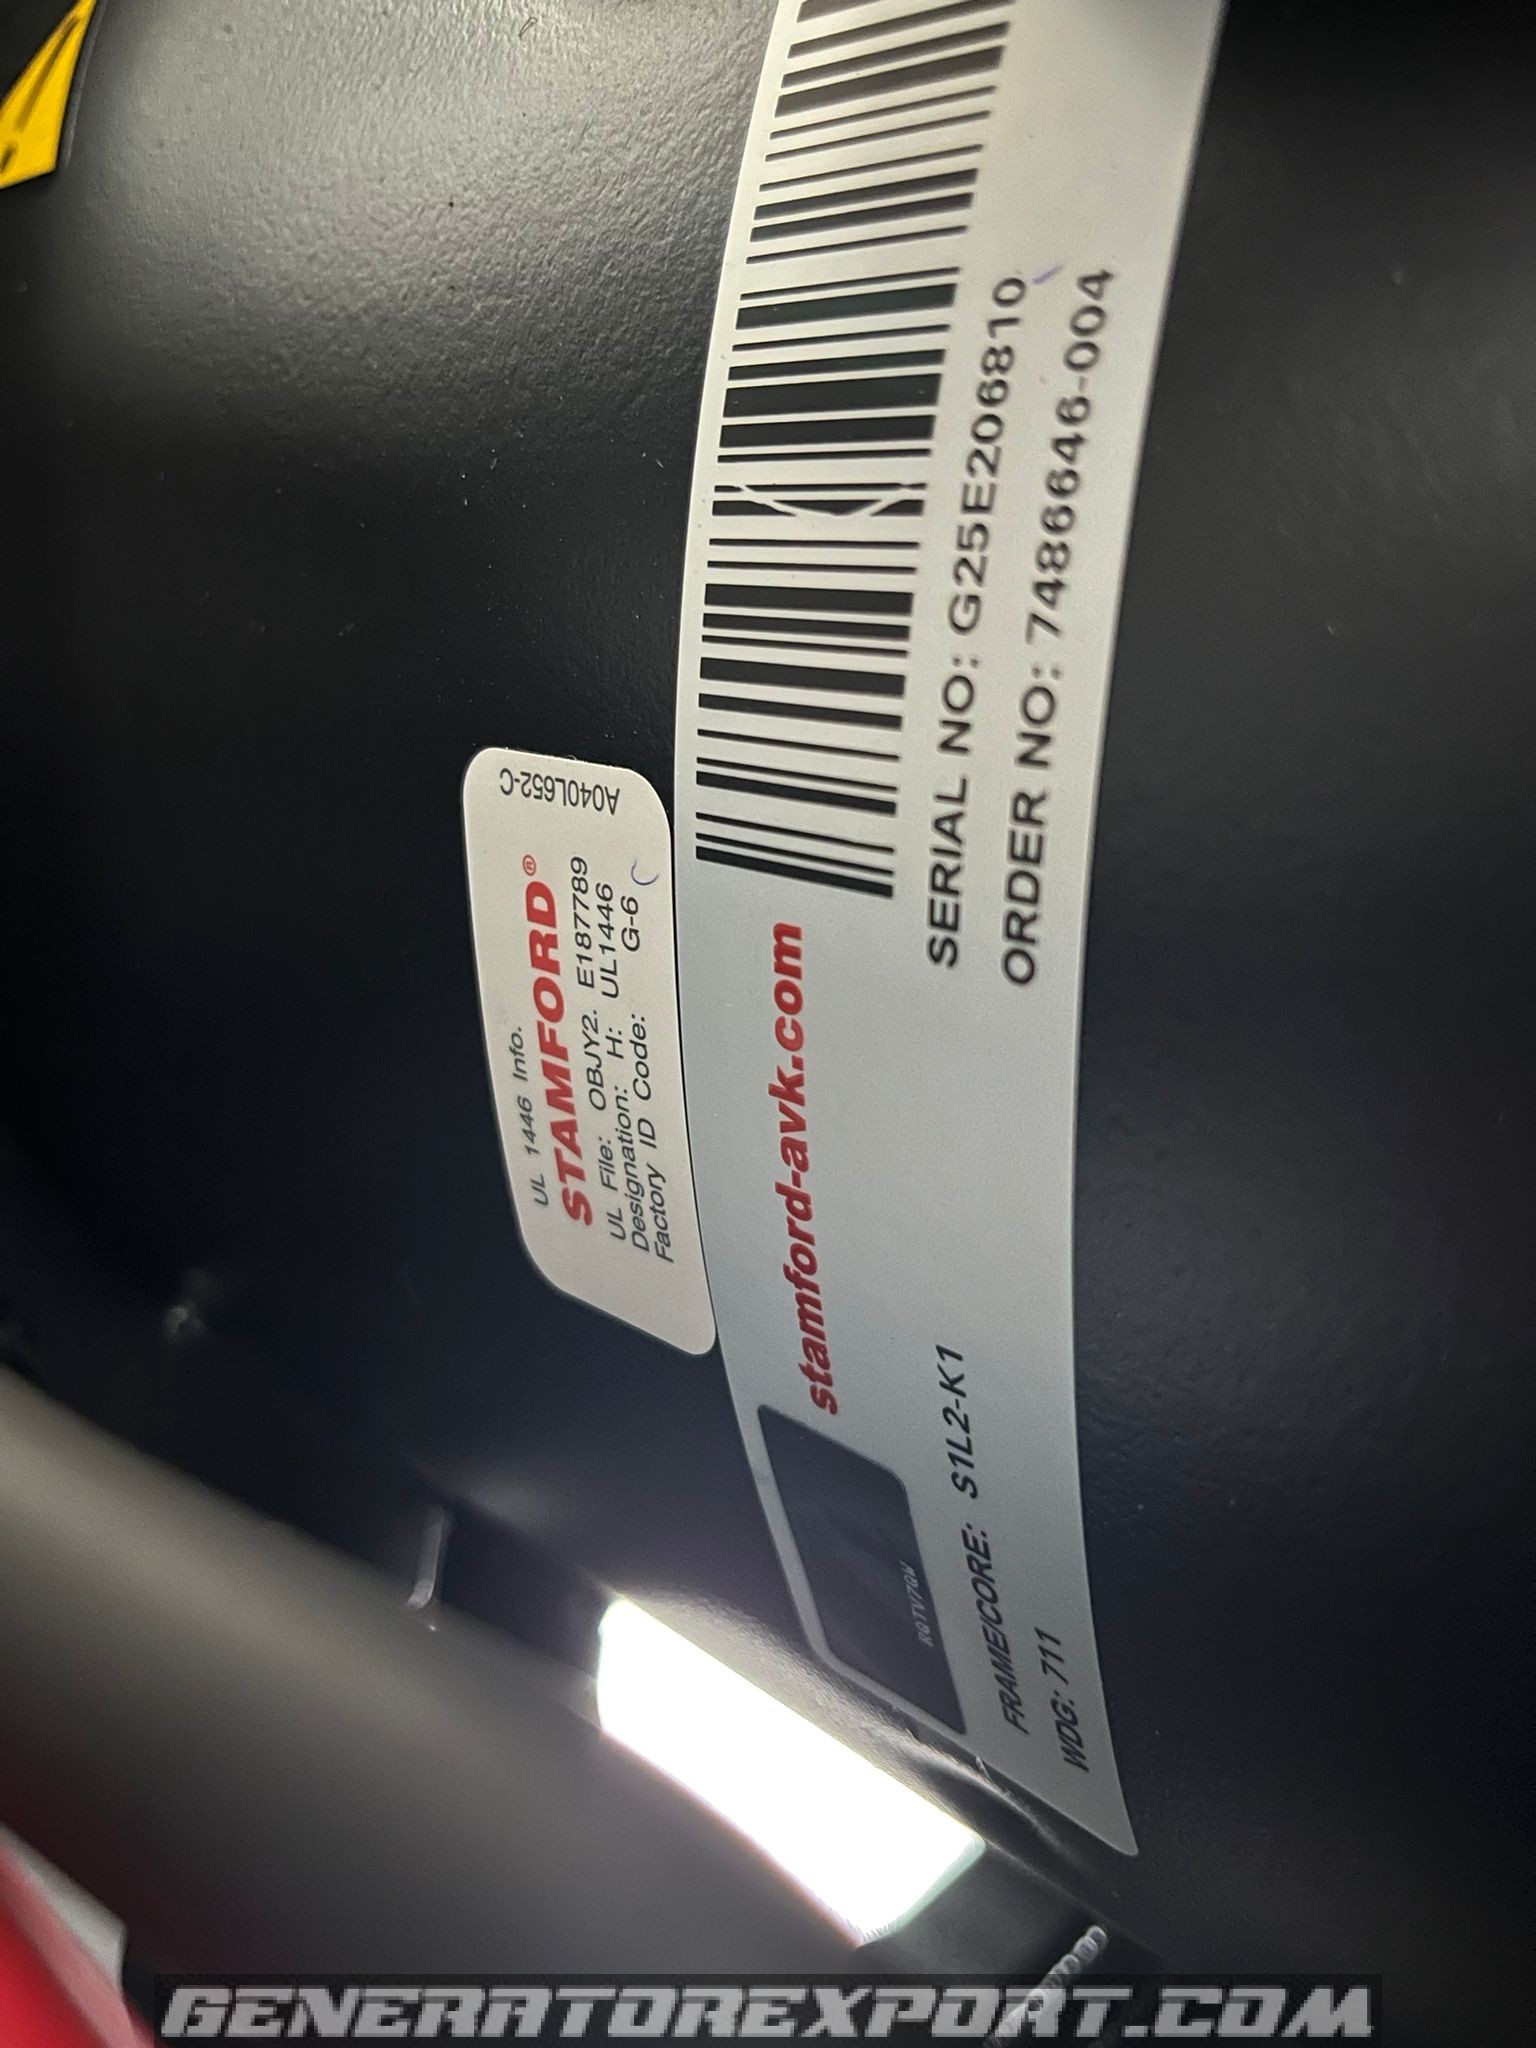 UL 1446 Info.
STAMFORD®
UL File: OBJY2. E187789
Designation: H: UL1446
Factory ID Code: G-6
A040L652-C
stamford-avk.com
SERIAL NO: G25E206810
ORDER NO: 7486646-004
FRAME/CORE: S1L2-K1
WDG: 711
GENERATOREXPORT.COM